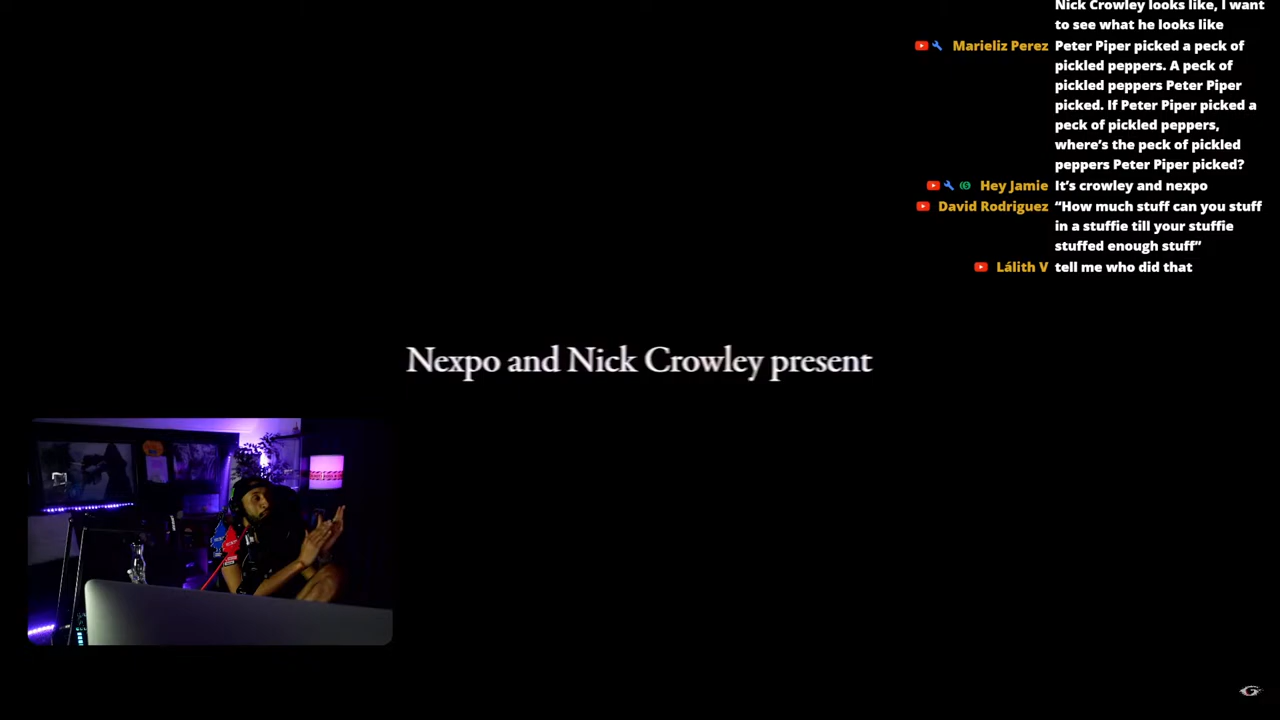 Nick Crowley looks like, I want
to see what he looks like
Marieliz Perez Peter Piper picked a peck of
pickled peppers. A peck of
pickled peppers Peter Piper
picked. If Peter Piper picked a
peck of pickled peppers,
where's the peck of pickled
peppers Peter Piper picked?
Hey Jamie It's crowley and nexpo
David Rodriguez “How much stuff can you stuff
in a stuffie till your stuffie
stuffed enough stuff”
Lálith V tell me who did that
Nexpo and Nick Crowley present